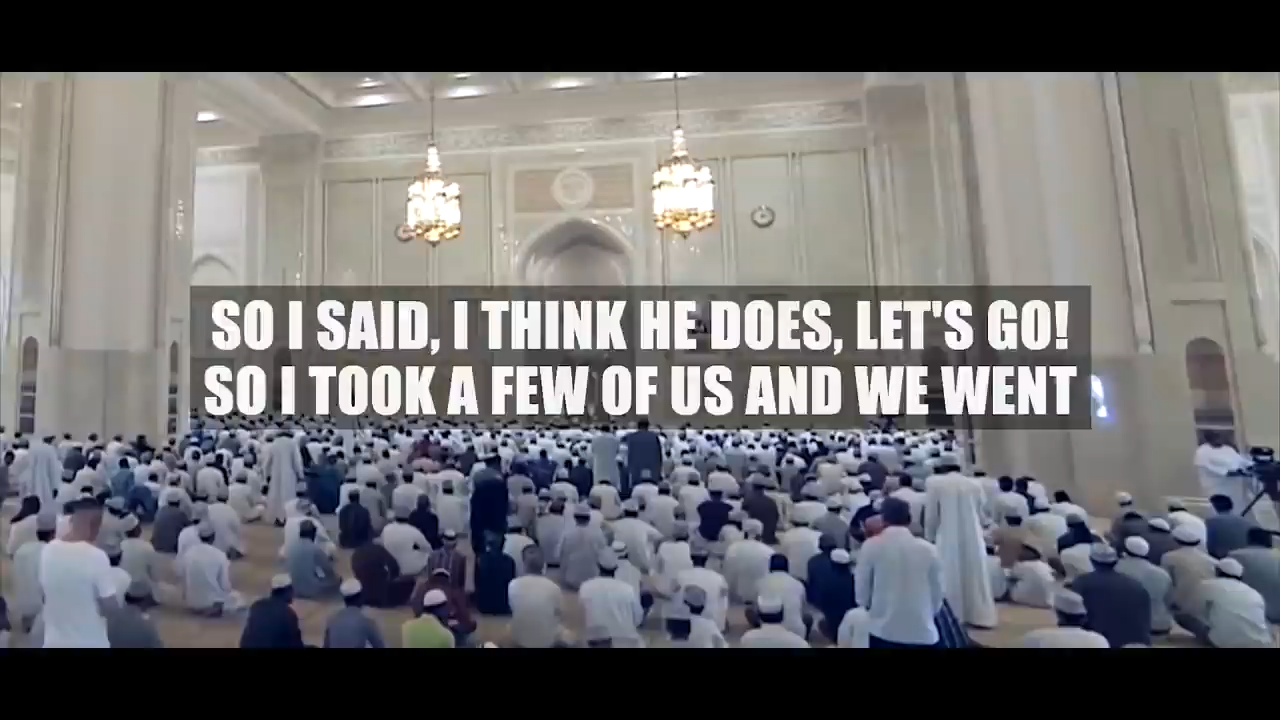 SO I SAID, I THINK HE DOES, LET'S GO!
SO I TOOK A FEW OF US AND WE WENT